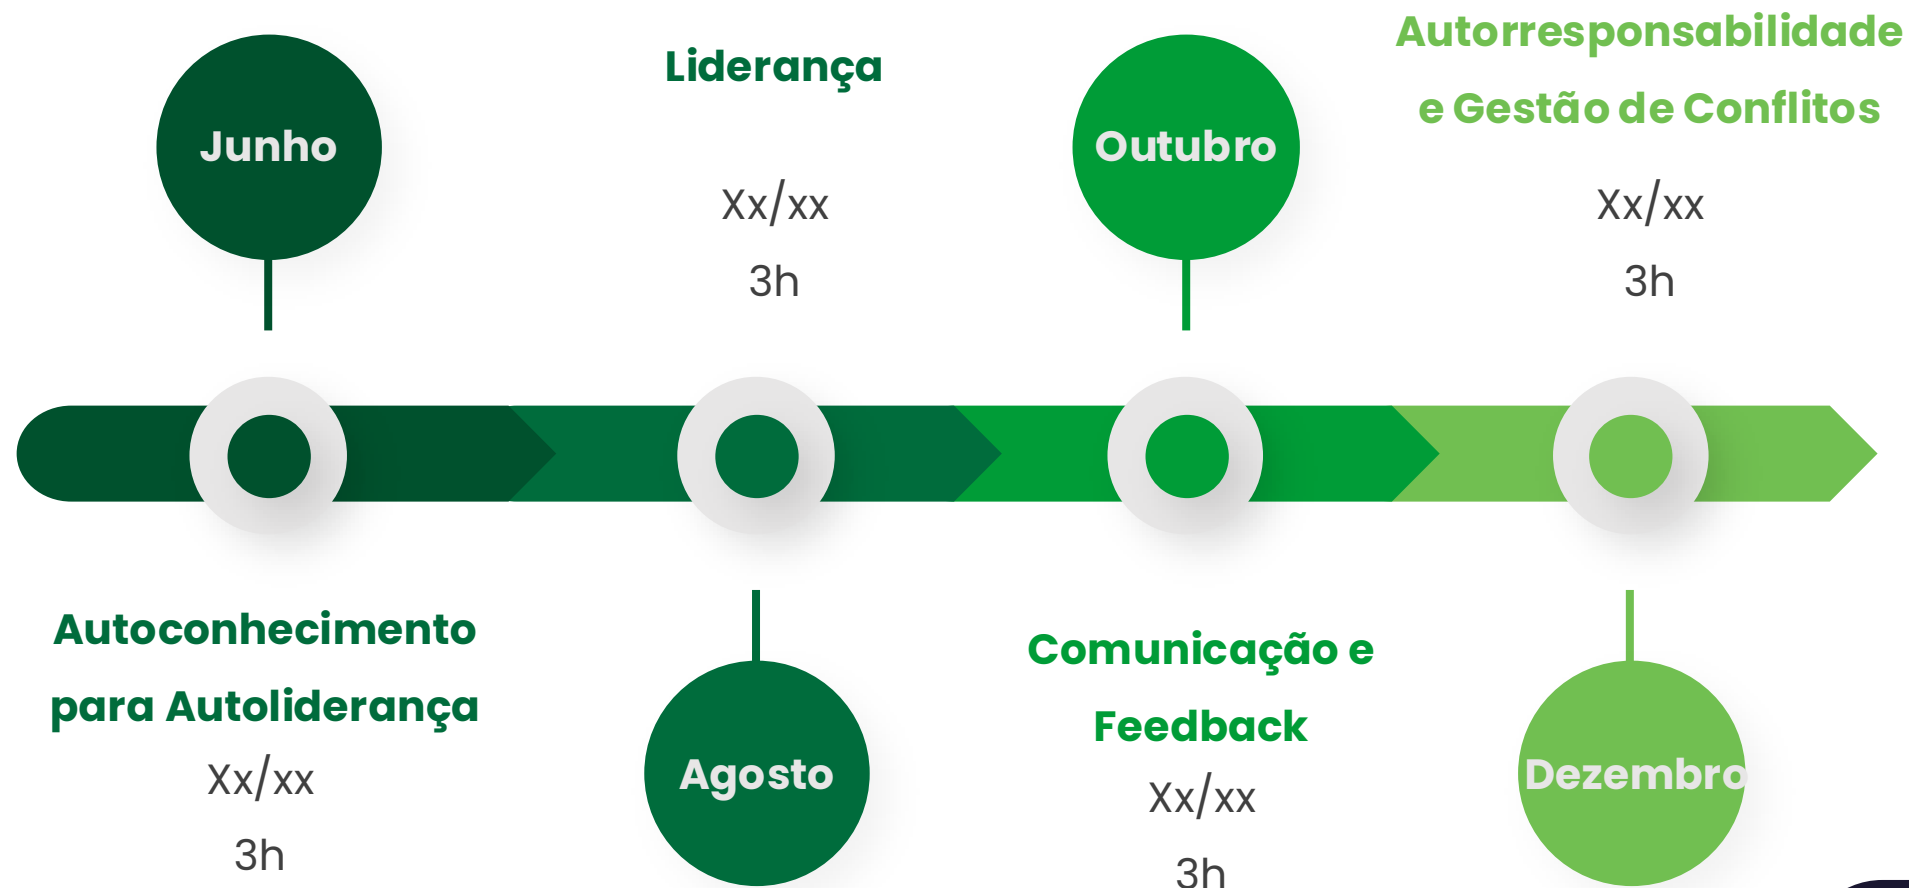 Junho
Autoconhecimento
para Autoliderança
Xx/xx
3h
Liderança
Xx/xx
3h
Agosto
Outubro
Comunicação e
Feedback
Xx/xx
3h
Autorresponsabilidade
e Gestão de Conflitos
Xx/xx
3h
Dezembro